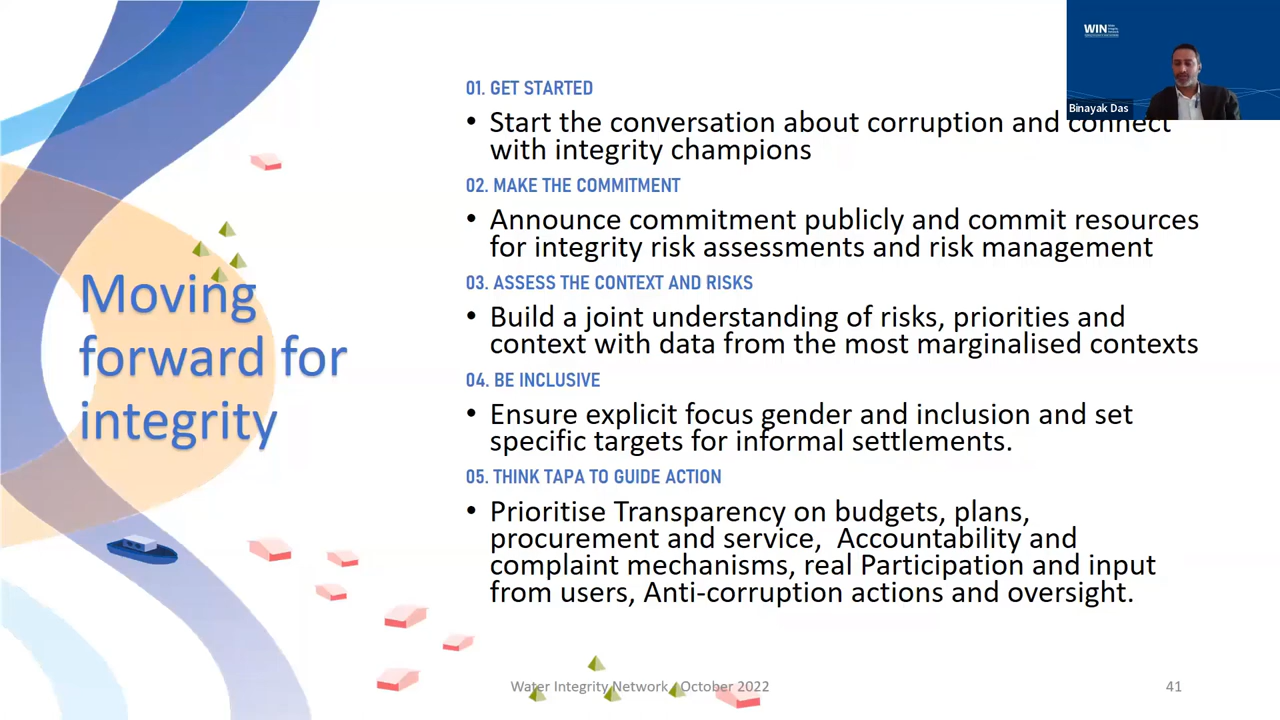 Moving
forward for
integrity
01. GET STARTED
• Start the conversation about corruption and connect
with integrity champions
02. MAKE THE COMMITMENT
• Announce commitment publicly and commit resources
for integrity risk assessments and risk management
03. ASSESS THE CONTEXT AND RISKS
• Build a joint understanding of risks, priorities and
context with data from the most marginalised contexts
04. BE INCLUSIVE
• Ensure explicit focus gender and inclusion and set
specific targets for informal settlements.
05. THINK TAPA TO GUIDE ACTION
• Prioritise Transparency on budgets, plans,
procurement and service, Accountability and
complaint mechanisms, real Participation and input
from users, Anti-corruption actions and oversight.
Water Integrity Network, October 2022
41
WIN
Water
Integrity
Network
Binayak Das